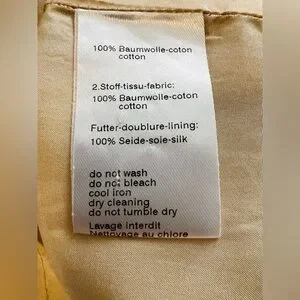 100% Baumwolle-coton
cotton
2.Stoff-tissu-fabric:
100% Baumwolle-coton
cotton
Futter-doublure-lining:
100% Seide-soie-silk
do not wash
do not bleach
cool iron
dry cleaning
do not tumble dry
Lavage interdit
Nettoyage au chlore